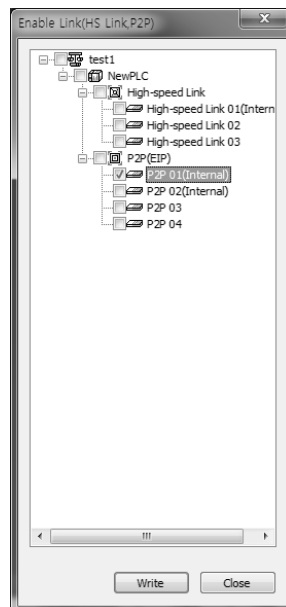 Enable Link(HS Link,P2P)
test1
NewPLC
High-speed Link
High-speed Link 01(Intern
High-speed Link 02
High-speed Link 03
P2P(EIP)
P2P 01(Internal)
P2P 02(Internal)
P2P 03
P2P 04
Write Close